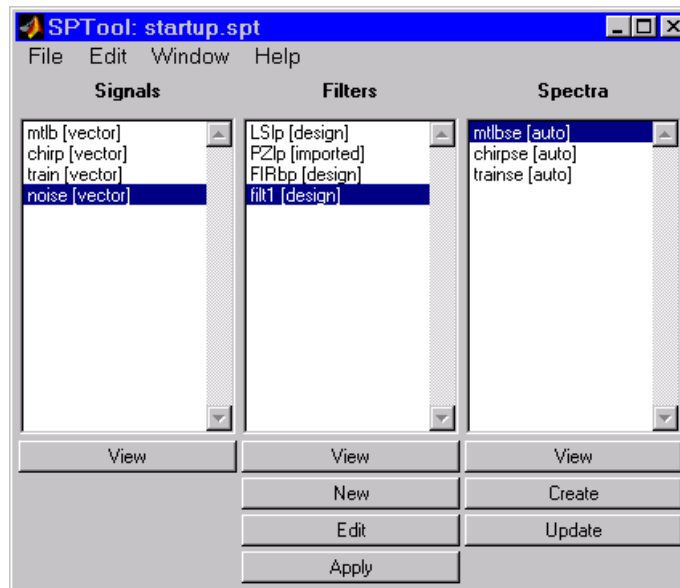 SPTool: startup.spt
File Edit Window Help
Signals Filters Spectra
mtlb [vector]
chirp [vector]
train [vector]
noise [vector]
LSlp [design]
PZlp [imported]
FIRbp [design]
filt1 [design]
mtlbse [auto]
chirpse [auto]
trainse [auto]
View View View
New Create
Edit Update
Apply